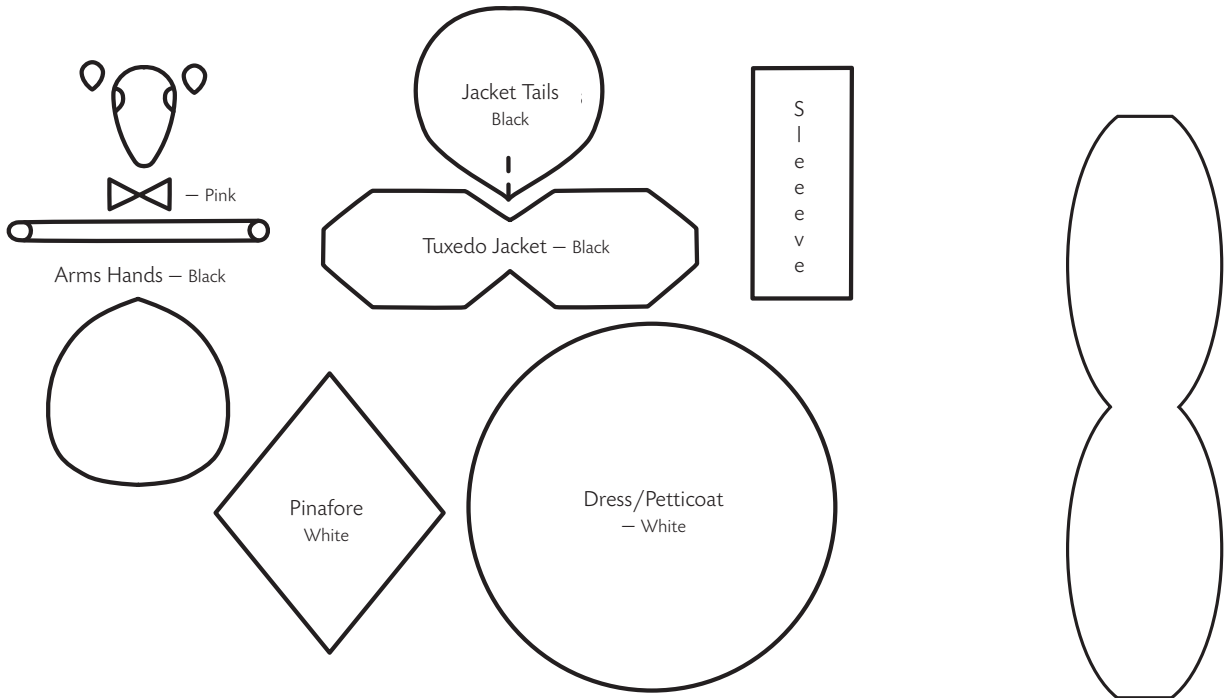 Jacket Tails
Black
– Pink
Arms Hands – Black
Tuxedo Jacket – Black
S
l
e
e
e
v
e
Pinafore
White
Dress/Petticoat
– White